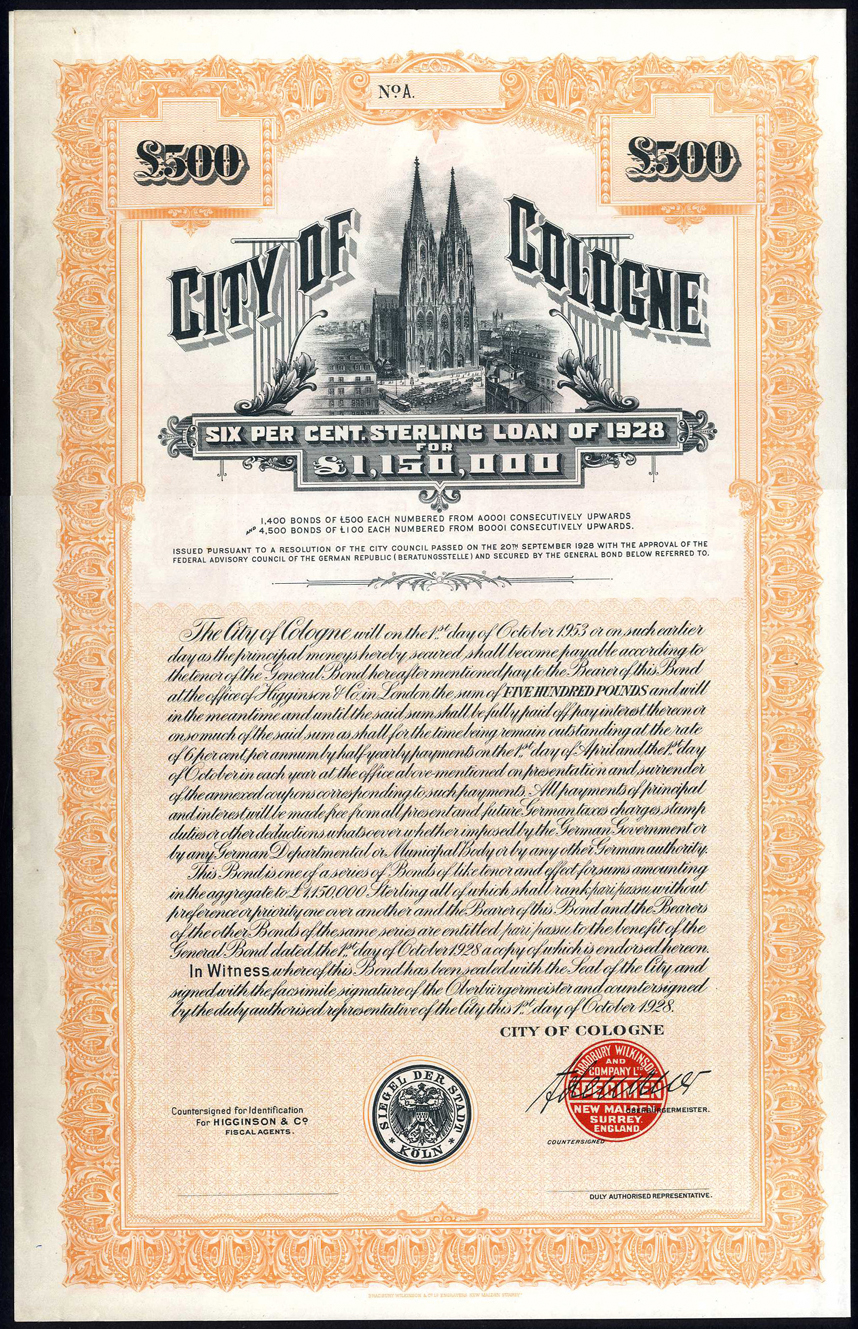 No. A.
£500 £500
CITY OF COLOGNE
SIX PER CENT. STERLING LOAN OF 1928
FOR
£1,150,000
1,400 BONDS OF £500 EACH NUMBERED FROM A0001 CONSECUTIVELY UPWARDS
AND 4,500 BONDS OF £100 EACH NUMBERED FROM B0001 CONSECUTIVELY UPWARDS.
ISSUED PURSUANT TO A RESOLUTION OF THE CITY COUNCIL PASSED ON THE 20TH SEPTEMBER 1928 WITH THE APPROVAL OF THE
FEDERAL ADVISORY COUNCIL OF THE GERMAN REPUBLIC (BERATUNGSSTELLE) AND SECURED BY THE GENERAL BOND BELOW REFERRED TO.
The City of Cologne will on the 1st day of October 1953 or on such earlier
day as the principal moneys hereby secured shall become payable according to
the tenor of the General Bond hereafter mentioned pay to the Bearer of this Bond
at the office of Higginson & Co. in London the sum of FIVE HUNDRED POUNDS and will
in the meantime and until the said sum shall be fully paid off pay interest thereon or
on so much of the said sum as shall for the time being remain outstanding at the rate
of 6 per cent. per annum by half-yearly payments on the 1st day of April and the 1st day
of October in each year at the office above mentioned on presentation and surrender
of the annexed coupons corresponding to such payments. All payments of principal
and interest will be made free from all present and future German taxes charges, stamp
duties or other deductions whatsoever whether imposed by the German Government or
by any German Departmental or Municipal Body or by any other German authority.
This Bond is one of a series of Bonds of like tenor and effect for sums amounting
in the aggregate to £1,150,000 Sterling all of which shall rank pari passu without
preference or priority one over another and the Bearer of this Bond and the Bearers
of the other Bonds of the same series are entitled pari passu to the benefit of the
General Bond dated the 1st day of October 1928 a copy of which is endorsed hereon.
In Witness whereof this Bond has been sealed with the Seal of the City and
signed with the facsimile signature of the Oberbürgermeister and countersigned
by the duly authorised representative of the City this 1st day of October 1928.
CITY OF COLOGNE
Countersigned for Identification
For HIGGINSON & Co.
FISCAL AGENTS.
SIEGEL DER STADT
* KÖLN *
BRADBURY WILKINSON
AND
COMPANY LD.
NEW MALDEN
SURREY.
ENGLAND.
OBERBÜRGERMEISTER.
COUNTERSIGNED
DULY AUTHORISED REPRESENTATIVE.